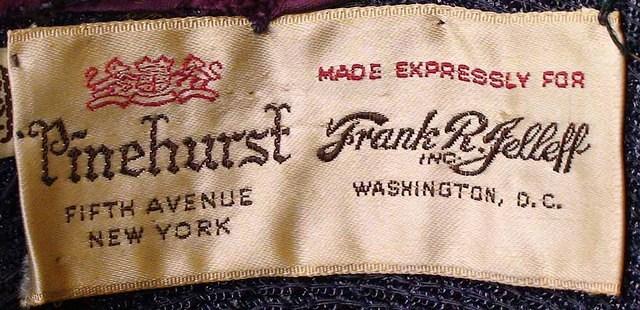 Pinehurst
FIFTH AVENUE
NEW YORK
MADE EXPRESSLY FOR
Frank R. Jelleff
INC.
WASHINGTON, D.C.